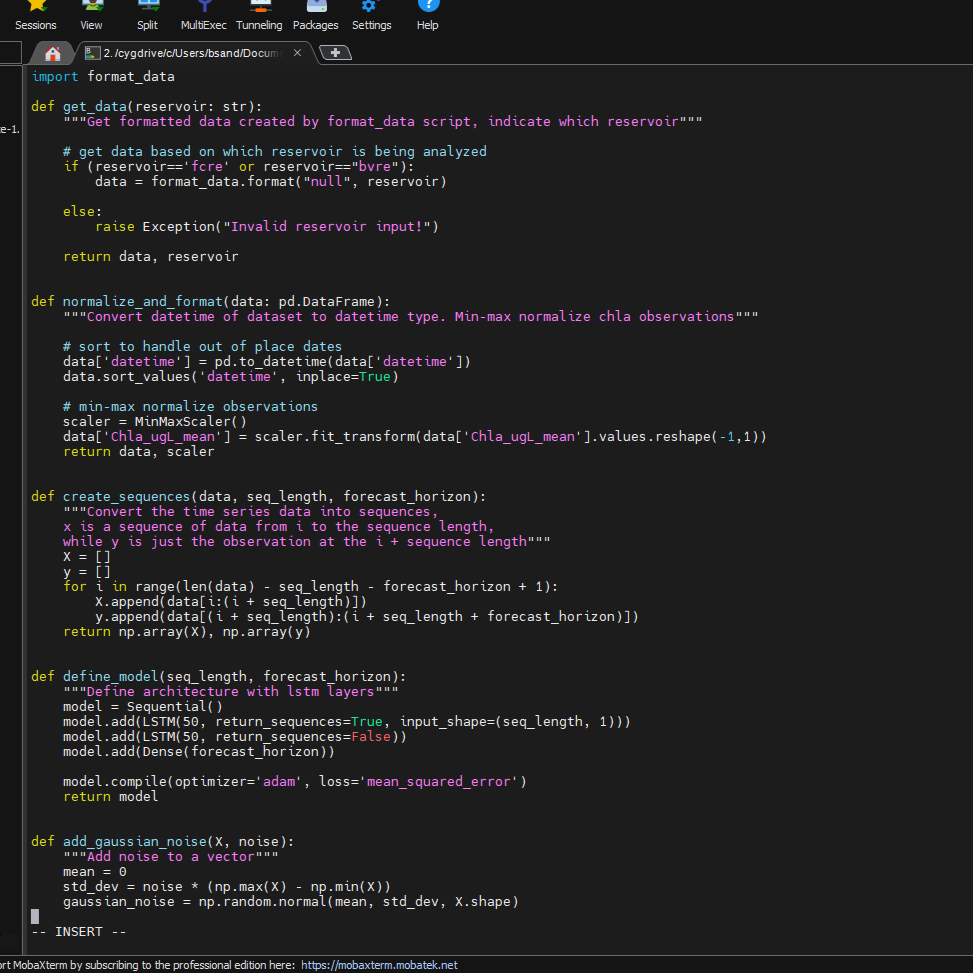 Sessions View Split MultiExec Tunneling Packages Settings Help
2. /cygdrive/c/Users/bsand/Docum
import format_data
def get_data(reservoir: str):
    """Get formatted data created by format_data script, indicate which reservoir"""
    # get data based on which reservoir is being analyzed
    if (reservoir=='fcre' or reservoir=="bvre"):
        data = format_data.format("null", reservoir)
    else:
        raise Exception("Invalid reservoir input!")
    return data, reservoir
def normalize_and_format(data: pd.DataFrame):
    """Convert datetime of dataset to datetime type. Min-max normalize chla observations"""
    # sort to handle out of place dates
    data['datetime'] = pd.to_datetime(data['datetime'])
    data.sort_values('datetime', inplace=True)
    # min-max normalize observations
    scaler = MinMaxScaler()
    data['Chla_ugL_mean'] = scaler.fit_transform(data['Chla_ugL_mean'].values.reshape(-1,1))
    return data, scaler
def create_sequences(data, seq_length, forecast_horizon):
    """Convert the time series data into sequences,
    x is a sequence of data from i to the sequence length,
    while y is just the observation at the i + sequence length"""
    X = []
    y = []
    for i in range(len(data) - seq_length - forecast_horizon + 1):
        X.append(data[i:(i + seq_length)])
        y.append(data[(i + seq_length):(i + seq_length + forecast_horizon)])
    return np.array(X), np.array(y)
def define_model(seq_length, forecast_horizon):
    """Define architecture with lstm layers"""
    model = Sequential()
    model.add(LSTM(50, return_sequences=True, input_shape=(seq_length, 1)))
    model.add(LSTM(50, return_sequences=False))
    model.add(Dense(forecast_horizon))
    model.compile(optimizer='adam', loss='mean_squared_error')
    return model
def add_gaussian_noise(X, noise):
    """Add noise to a vector"""
    mean = 0
    std_dev = noise * (np.max(X) - np.min(X))
    gaussian_noise = np.random.normal(mean, std_dev, X.shape)
-- INSERT --
ort MobaXterm by subscribing to the professional edition here: https://mobaxterm.mobatek.net